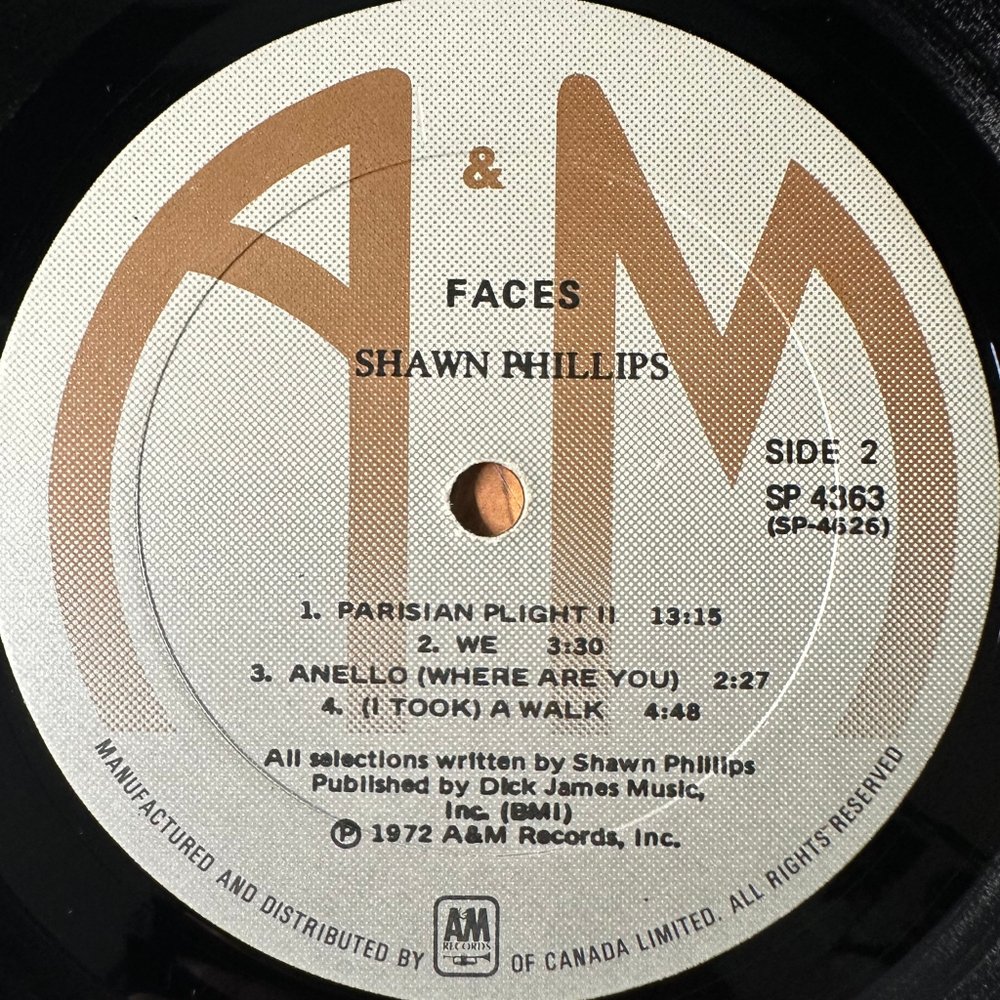 A & M
FACES
SHAWN PHILLIPS
SIDE 2
SP 4363
(SP-4626)
1. PARISIAN PLIGHT II 13:15
2. WE 3:30
3. ANELLO (WHERE ARE YOU) 2:27
4. (I TOOK) A WALK 4:48
All selections written by Shawn Phillips
Published by Dick James Music,
Inc. (BMI)
Ⓟ 1972 A&M Records, Inc.
MANUFACTURED AND DISTRIBUTED BY A&M RECORDS OF CANADA LIMITED. ALL RIGHTS RESERVED